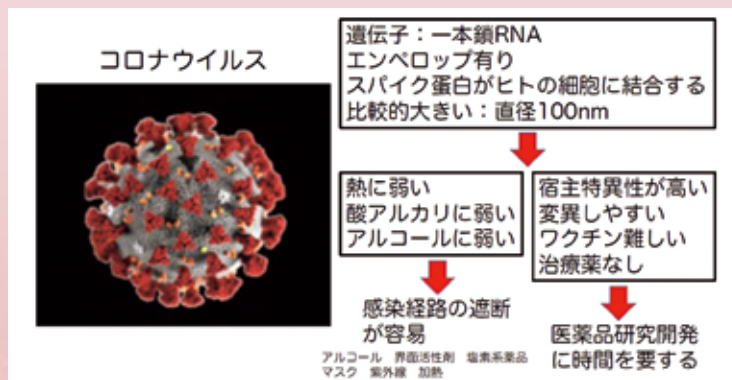 コロナウイルス
遺伝子：一本鎖RNA
エンベロップ有り
スパイク蛋白がヒトの細胞に結合する
比較的大きい：直径100nm
熱に弱い
酸アルカリに弱い
アルコールに弱い
宿主特異性が高い
変異しやすい
ワクチン難しい
治療薬なし
感染経路の遮断
が容易
アルコール　界面活性剤　塩素系薬品
マスク　紫外線　加熱
医薬品研究開発
に時間を要する